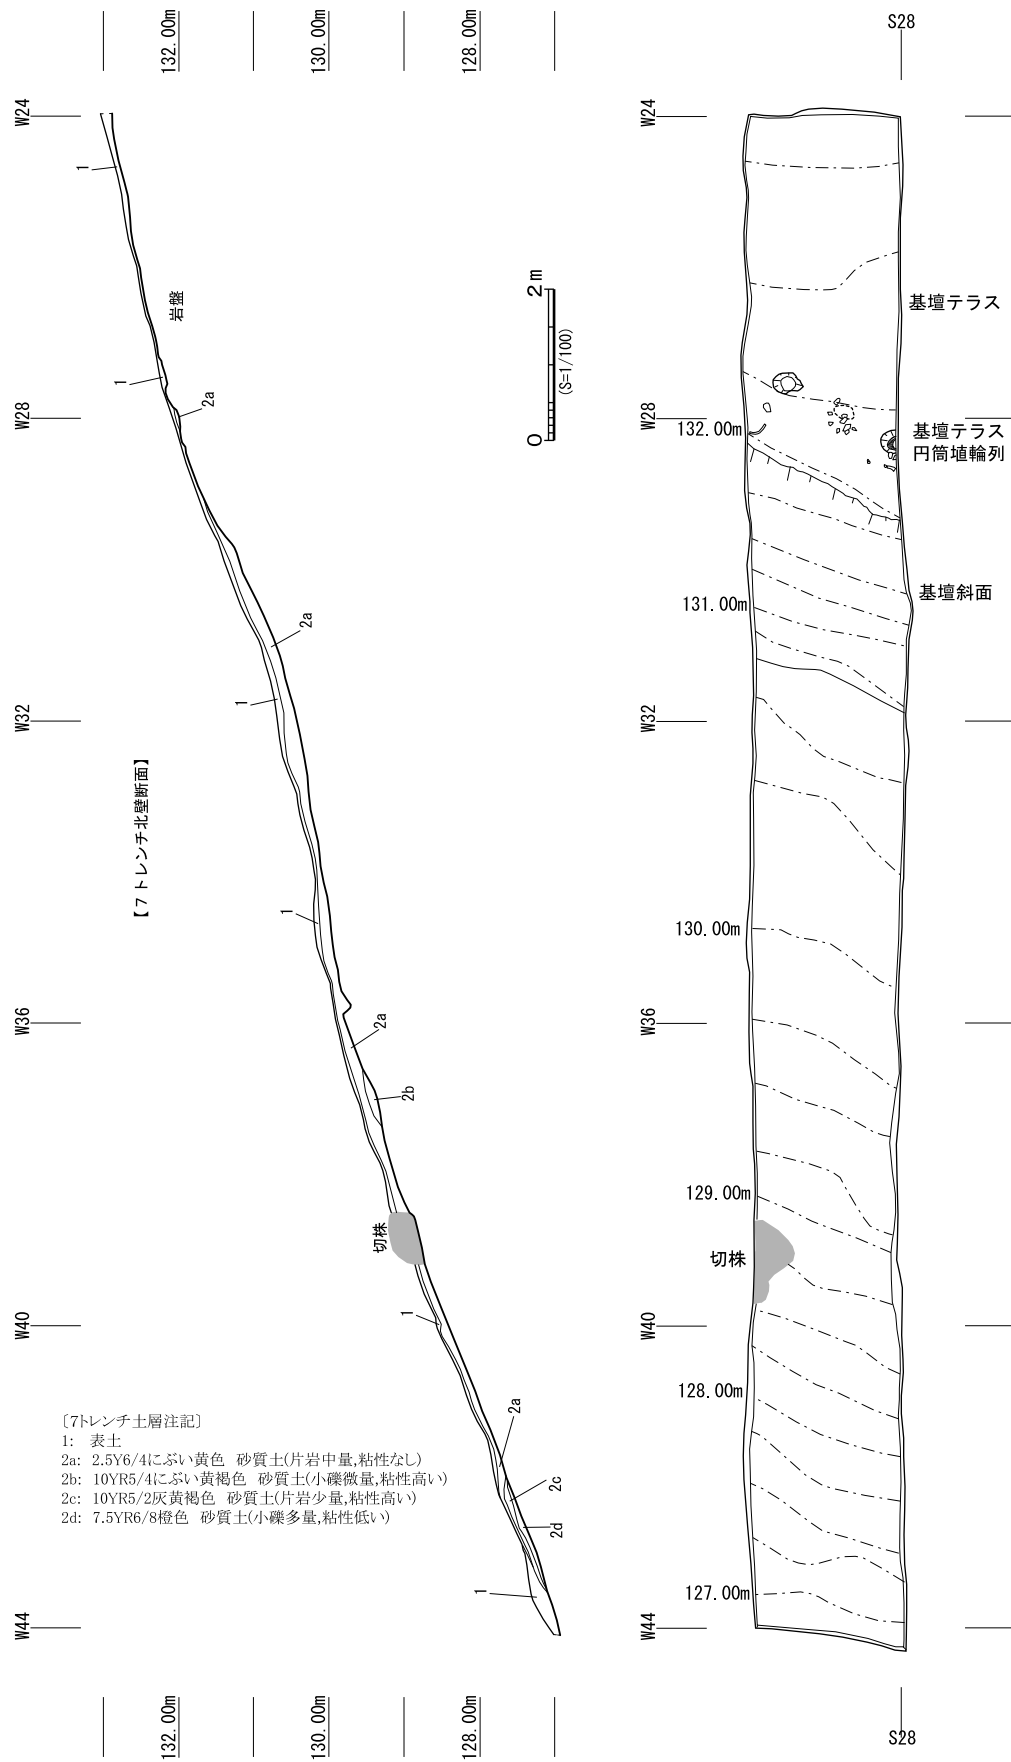 132.00m
130.00m
128.00m
S28
W24
W24
1
岩盤
2m
(S=1/100)
0
基壇テラス
1
2a
W28
W28
132.00m
基壇テラス
円筒埴輪列
基壇斜面
131.00m
2a
1
W32
W32
【7トレンチ北壁断面】
1
130.00m
W36
W36
2a
2b
129.00m
切株
切株
1
W40
W40
128.00m
2a
〔7トレンチ土層注記〕
1: 表土
2a: 2.5Y6/4にぶい黄色 砂質土(片岩中量,粘性なし)
2b: 10YR5/4にぶい黄褐色 砂質土(小礫微量,粘性高い)
2c: 10YR5/2灰黄褐色 砂質土(片岩少量,粘性高い)
2d: 7.5YR6/8橙色 砂質土(小礫多量,粘性低い)
2c
2d
1
127.00m
W44
W44
132.00m
130.00m
128.00m
S28